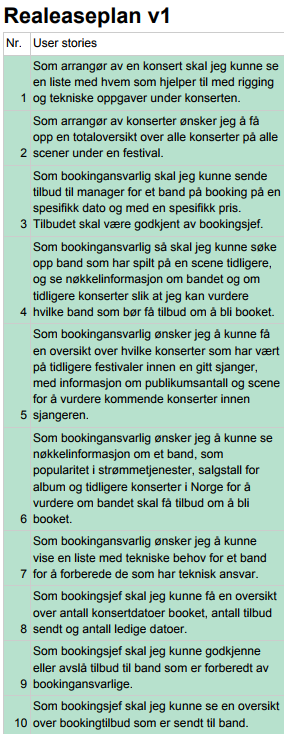 Realeaseplan v1
Nr. User stories
Som arrangør av en konsert skal jeg kunne se
en liste med hvem som hjelper til med rigging
1 og tekniske oppgaver under konserten.
Som arrangør av konserter ønsker jeg å få
opp en totaloversikt over alle konserter på alle
2 scener under en festival.
Som bookingansvarlig skal jeg kunne sende
tilbud til manager for et band på booking på en
spesifikk dato og med en spesifikk pris.
3 Tilbudet skal være godkjent av bookingsjef.
Som bookingansvarlig så skal jeg kunne søke
opp band som har spilt på en scene tidligere,
og se nøkkelinformasjon om bandet og om
tidligere konserter slik at jeg kan vurdere
4 hvilke band som bør få tilbud om å bli booket.
Som bookingansvarlig ønsker jeg å kunne få
en oversikt over hvilke konserter som har vært
på tidligere festivaler innen en gitt sjanger,
med informasjon om publikumsantall og scene
for å vurdere kommende konserter innen
5 sjangeren.
Som bookingansvarlig ønsker jeg å kunne se
nøkkelinformasjon om et band, som
popularitet i strømmetjenester, salgstall for
album og tidligere konserter i Norge for å
vurdere om bandet skal få tilbud om å bli
6 booket.
Som bookingansvarlig ønsker jeg å kunne
vise en liste med tekniske behov for et band
7 for å forberede de som har teknisk ansvar.
Som bookingsjef skal jeg kunne få en oversikt
over antall konsertdatoer booket, antall tilbud
8 sendt og antall ledige datoer.
Som bookingsjef skal jeg kunne godkjenne
eller avslå tilbud til band som er forberedt av
9 bookingansvarlige.
Som bookingsjef skal jeg kunne se en oversikt
10 over bookingtilbud som er sendt til band.